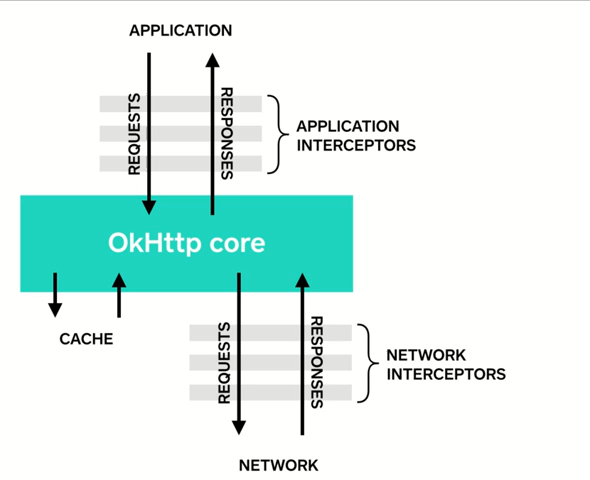 APPLICATION
REQUESTS
RESPONSES
APPLICATION
INTERCEPTORS
OkHttp core
CACHE
REQUESTS
RESPONSES
NETWORK
INTERCEPTORS
NETWORK